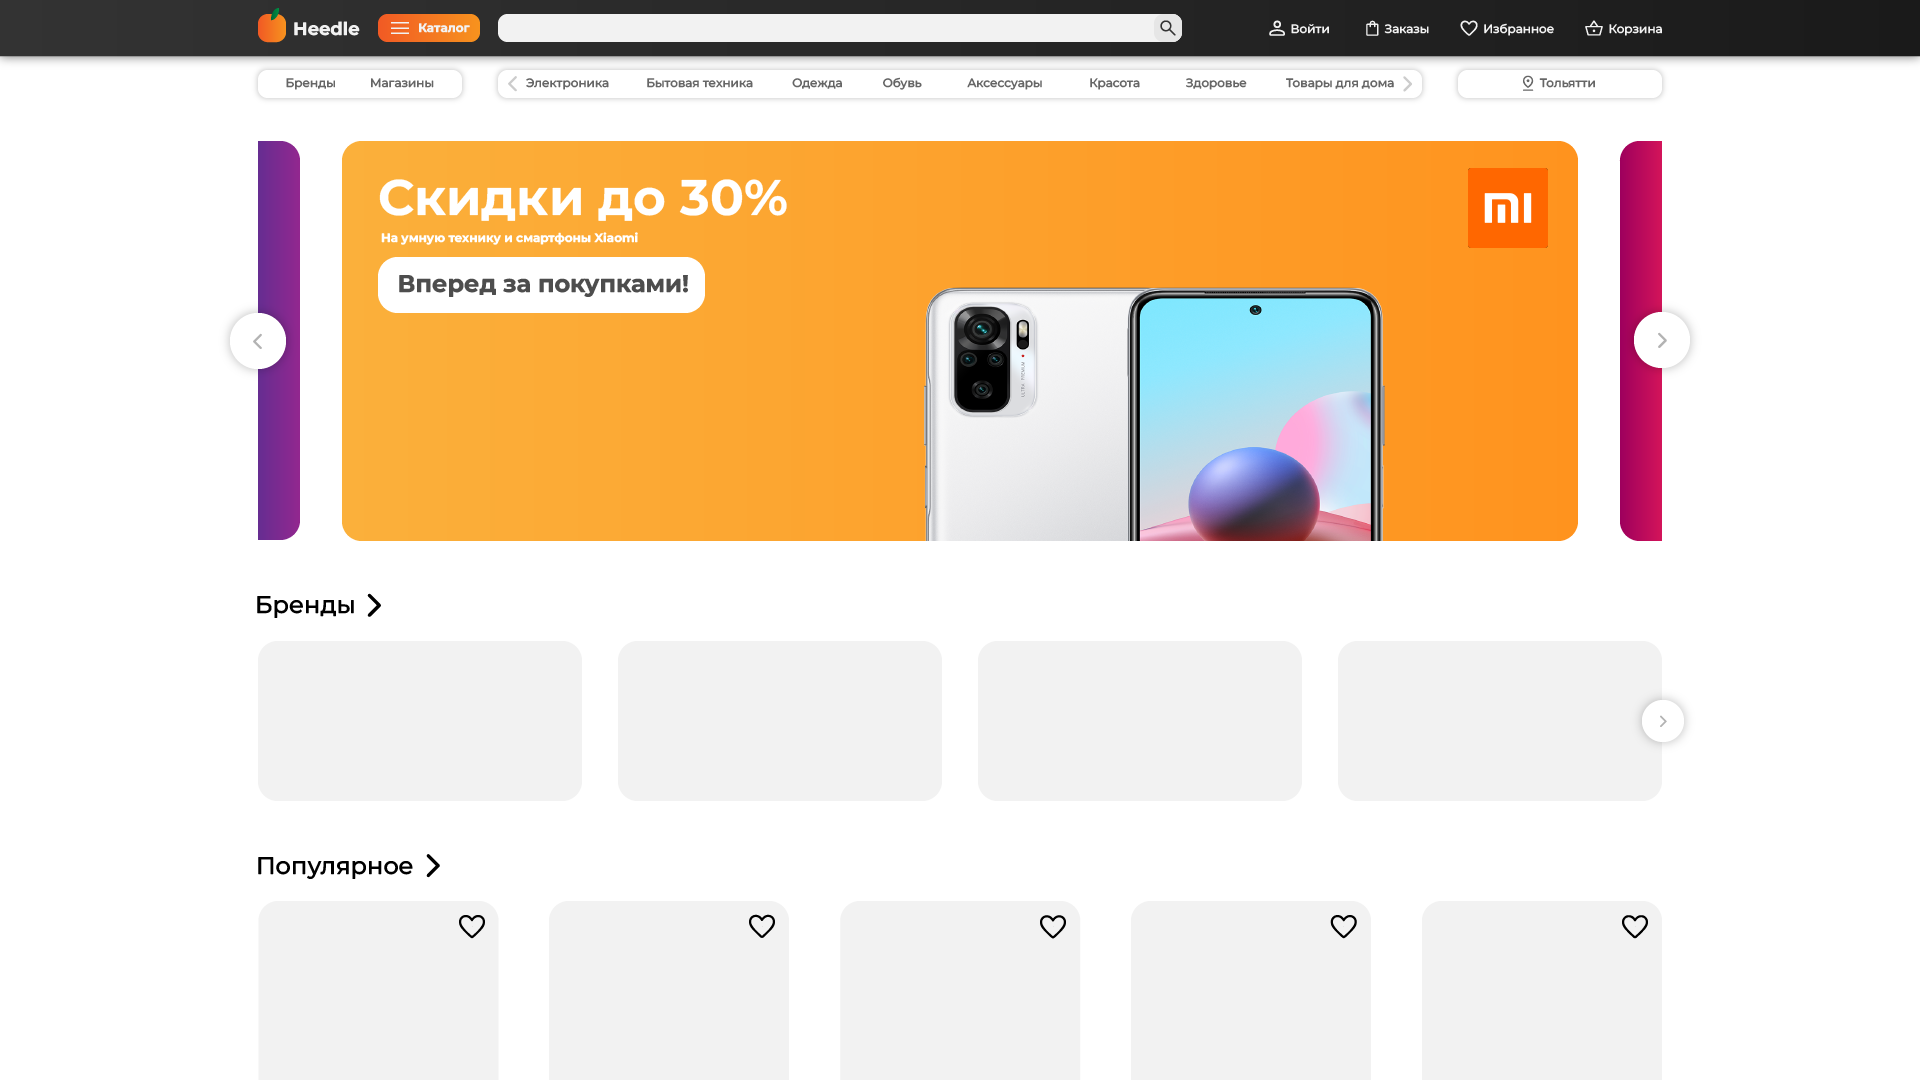 Heedle
Каталог
Войти
Заказы
Избранное
Корзина
Бренды
Магазины
Электроника
Бытовая техника
Одежда
Обувь
Аксессуары
Красота
Здоровье
Товары для дома
Тольятти
Скидки до 30%
На умную технику и смартфоны Xiaomi
Вперед за покупками!
Бренды
Популярное